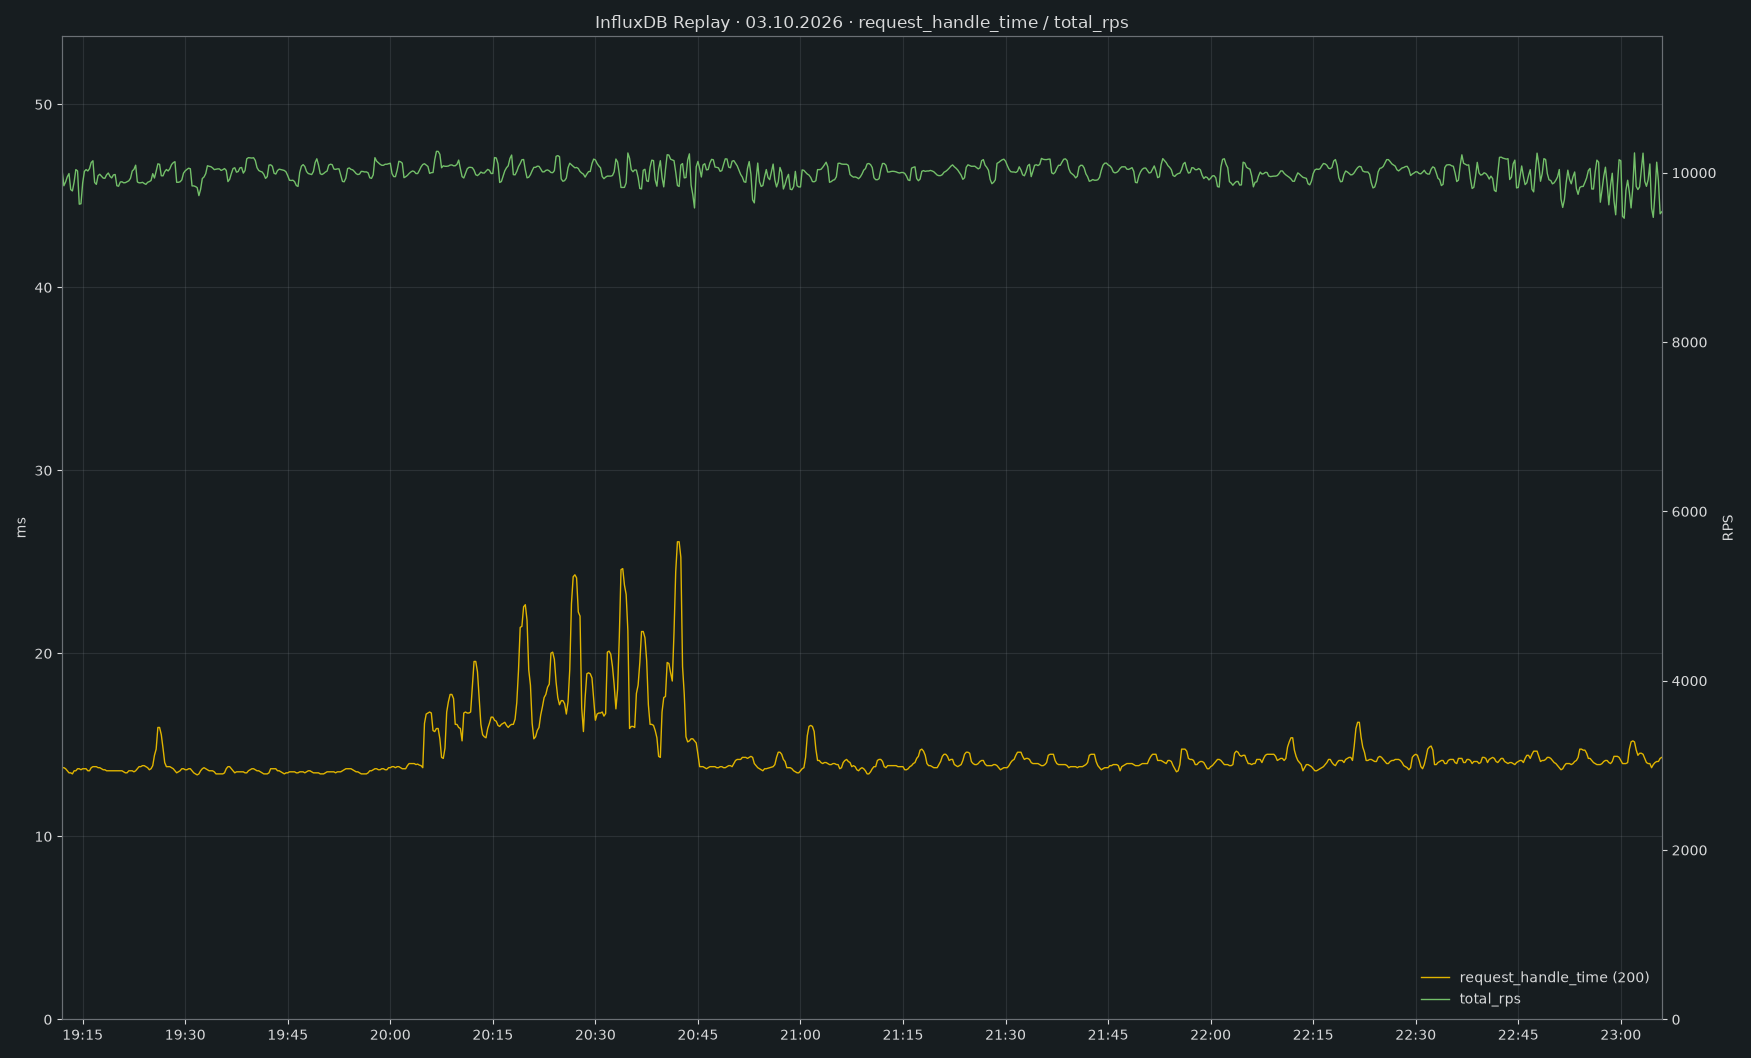 InfluxDB Replay · 03.10.2026 · request_handle_time / total_rps
50
40
30
20
10
0
ms
10000
8000
6000
4000
2000
0
RPS
request_handle_time (200)
total_rps
19:15 19:30 19:45 20:00 20:15 20:30 20:45 21:00 21:15 21:30 21:45 22:00 22:15 22:30 22:45 23:00